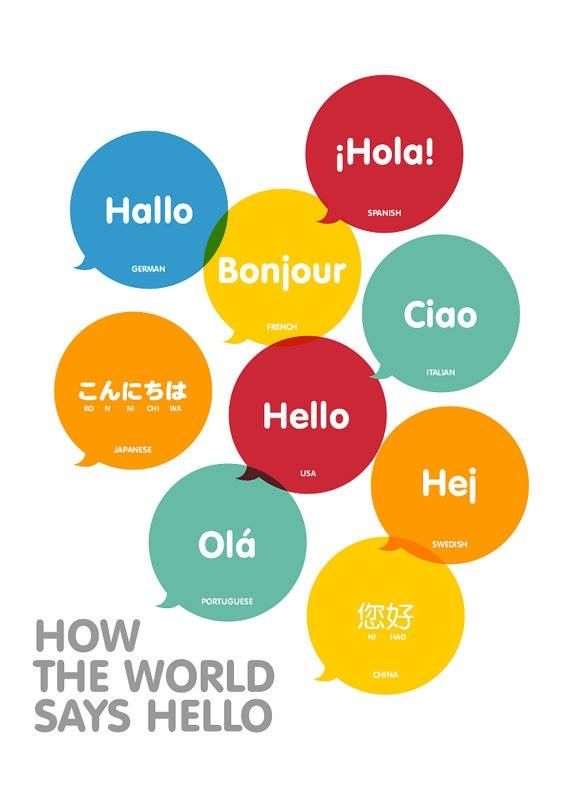 ¡Hola!
SPANISH
Hallo
GERMAN
Bonjour
FRENCH
Ciao
ITALIAN
こんにちは
KO N NI CHI WA
JAPANESE
Hello
USA
Hej
SWEDISH
Olá
PORTUGUESE
您好
NI HAO
CHINA
HOW
THE WORLD
SAYS HELLO